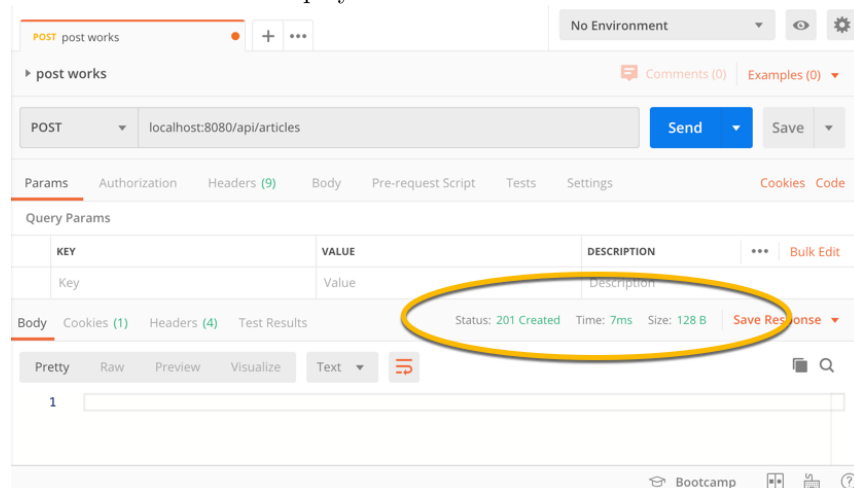 No Environment
POST post works
post works
Comments (0) Examples (0)
POST localhost:8080/api/articles Send Save
Params Authorization Headers (9) Body Pre-request Script Tests Settings Cookies Code
Query Params
KEY VALUE DESCRIPTION Bulk Edit
Key Value Description
Body Cookies (1) Headers (4) Test Results Status: 201 Created Time: 7ms Size: 128 B Save Response
Pretty Raw Preview Visualize Text
1
Bootcamp